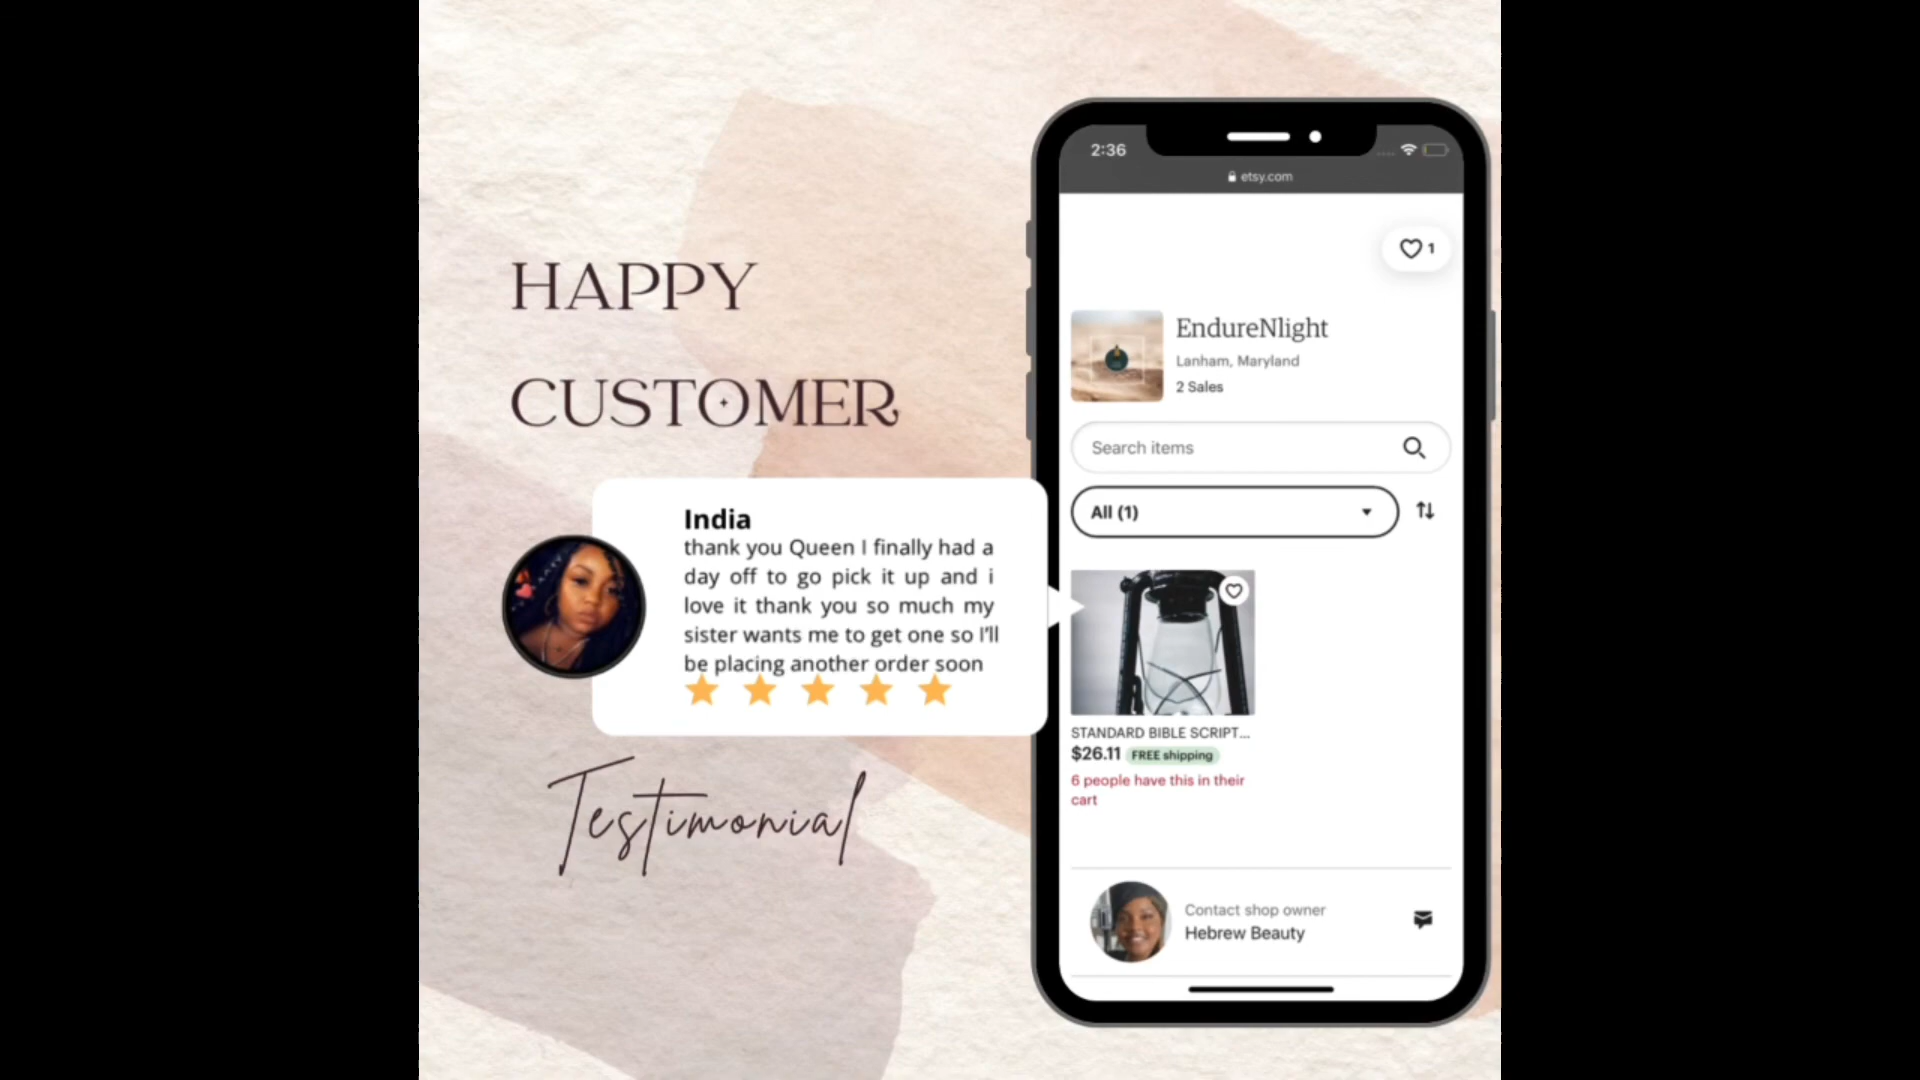 HAPPY
CUSTOMER
India
thank you Queen I finally had a
day off to go pick it up and i
love it thank you so much my
sister wants me to get one so I'll
be placing another order soon
Testimonial
2:36
etsy.com
1
EndureNlight
Lanham, Maryland
2 Sales
Search items
All (1)
STANDARD BIBLE SCRIPT...
$26.11 FREE shipping
6 people have this in their
cart
Contact shop owner
Hebrew Beauty